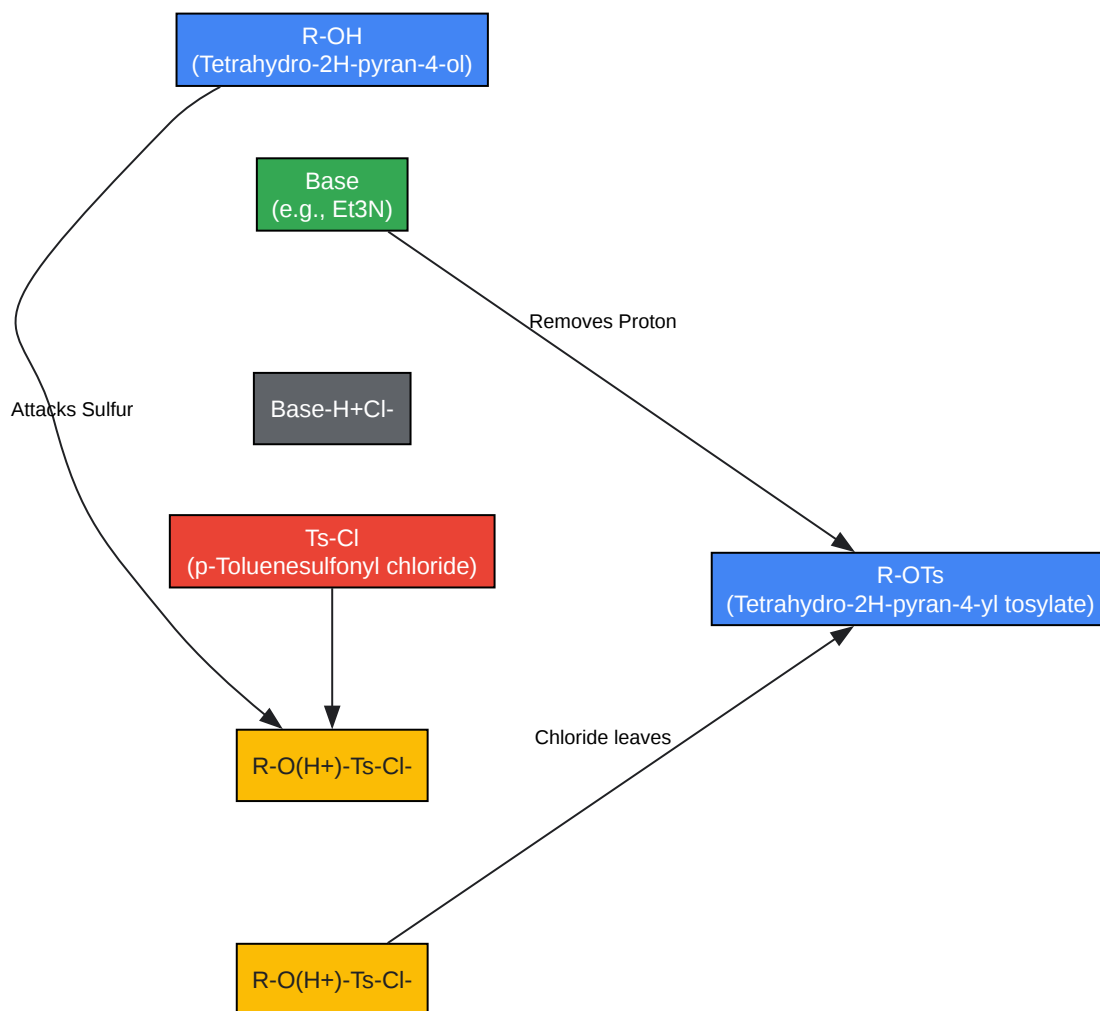 R-OH
(Tetrahydro-2H-pyran-4-ol)
Base
(e.g., Et3N)
Removes Proton
Attacks Sulfur
Base-H+Cl-
Ts-Cl
(p-Toluenesulfonyl chloride)
R-OTs
(Tetrahydro-2H-pyran-4-yl tosylate)
Chloride leaves
R-O(H+)-Ts-Cl-
R-O(H+)-Ts-Cl-